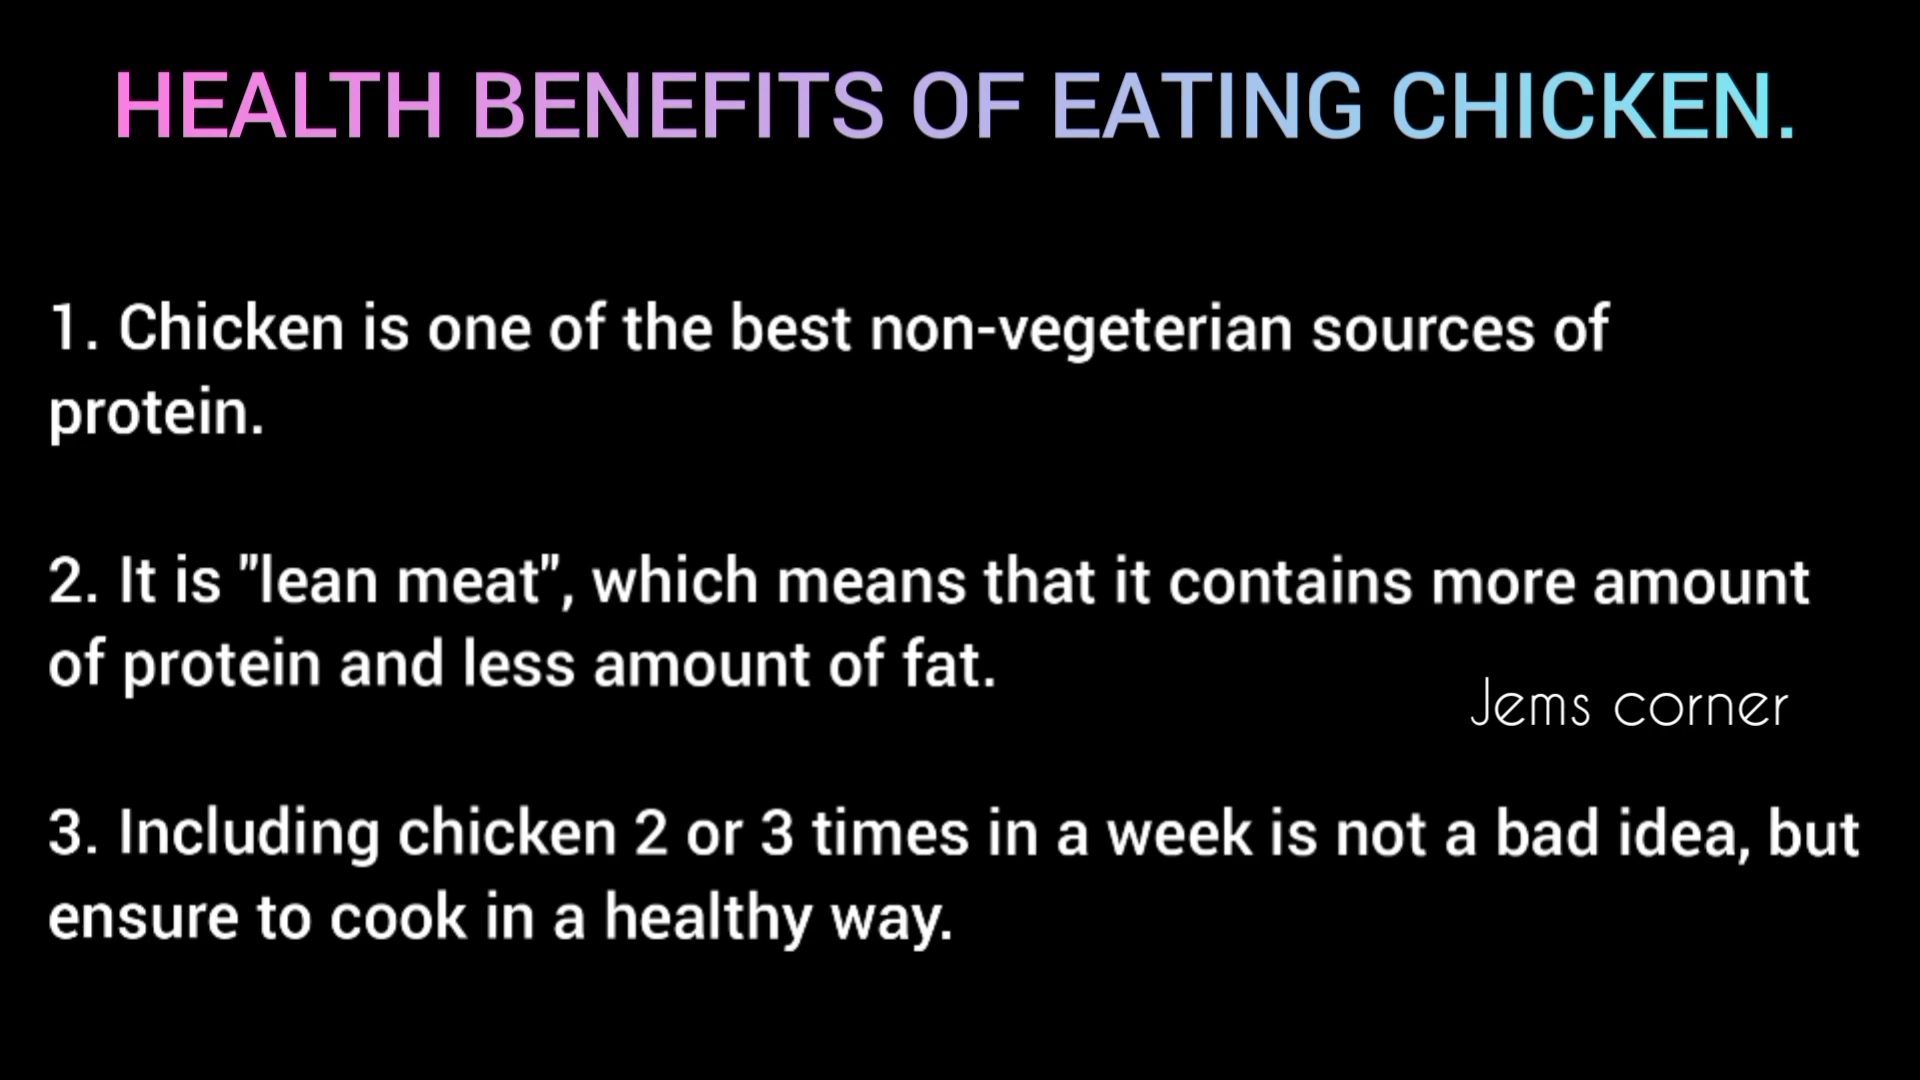 HEALTH BENEFITS OF EATING CHICKEN.
1. Chicken is one of the best non-vegeterian sources of
protein.
2. It is "lean meat", which means that it contains more amount
of protein and less amount of fat.
Jems corner
3. Including chicken 2 or 3 times in a week is not a bad idea, but
ensure to cook in a healthy way.